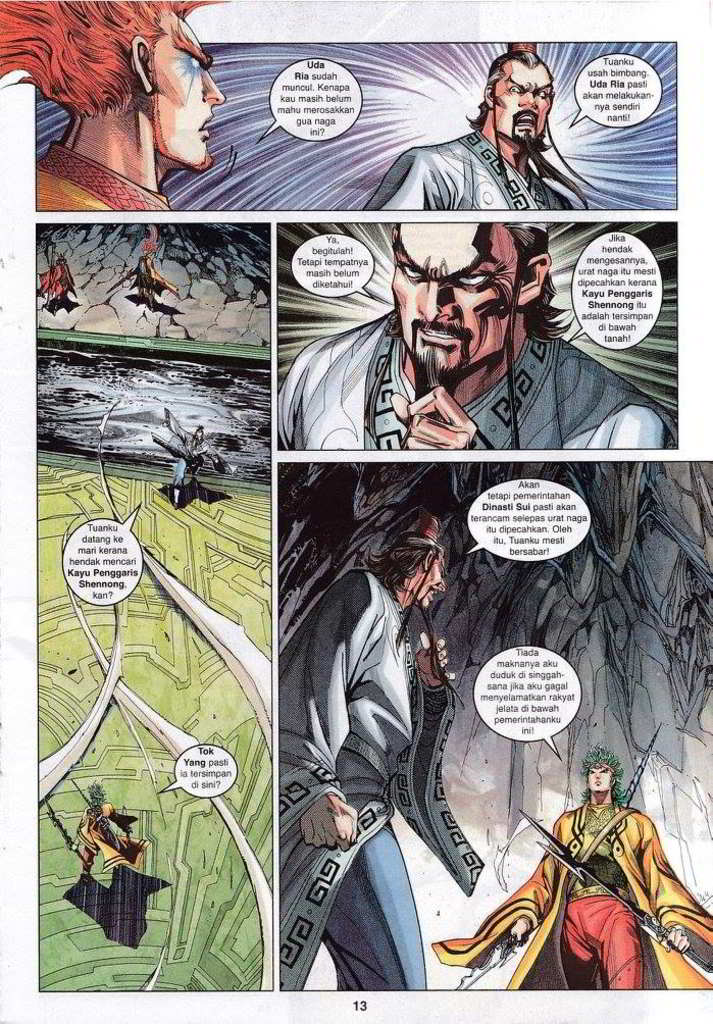 Uda
Ria sudah
muncul. Kenapa
kau masih belum
mahu merosakkan
gua naga
ini?
Tuanku
usah bimbang.
Uda Ria pasti
akan melakukan-
nya sendiri
nanti!
Tuanku
datang ke
mari kerana
hendak mencari
Kayu Penggaris
Shennong,
kan?
Tok
Yang pasti
ia tersimpan
di sini?
Ya,
begitulah!
Tetapi tempatnya
masih belum
diketahui!
Jika
hendak
mengesannya,
urat naga itu mesti
dipecahkan kerana
Kayu Penggaris
Shennong itu
adalah tersimpan
di bawah
tanah!
Akan
tetapi pemerintahan
Dinasti Sui pasti akan
terancam selepas urat naga
itu dipecahkan. Oleh
itu, Tuanku mesti
bersabar!
Tiada
maknanya aku
duduk di singgah-
sana jika aku gagal
menyelamatkan rakyat
jelata di bawah
pemerintahanku
ini!
13